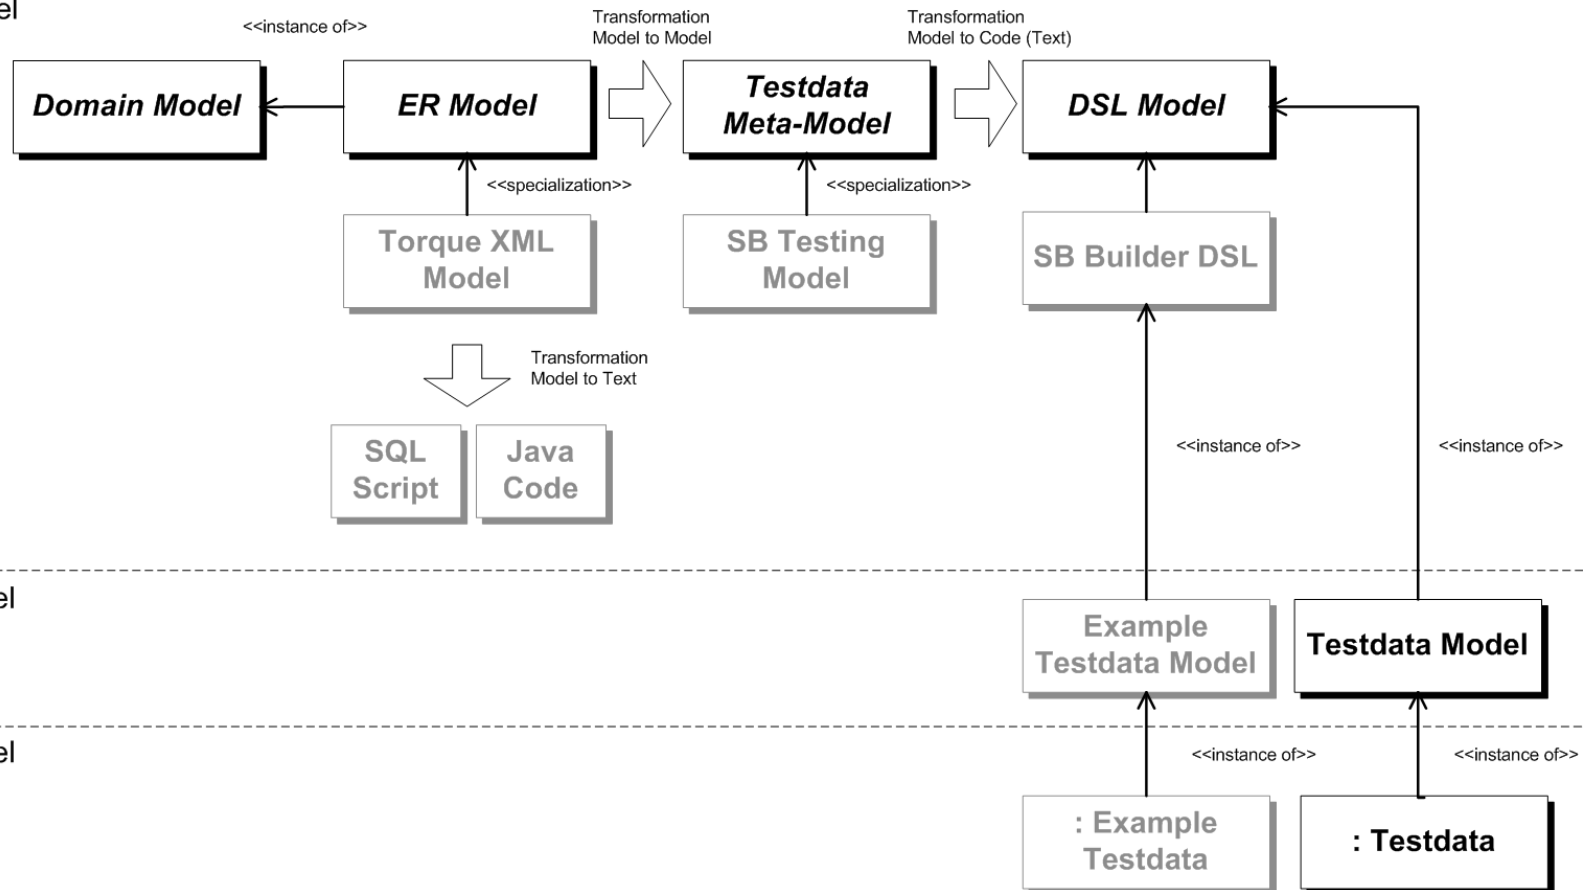 el
<<instance of>>
Transformation
Model to Model
Transformation
Model to Code (Text)
Domain Model
ER Model
Testdata
Meta-Model
DSL Model
<<specialization>>
<<specialization>>
Torque XML
Model
SB Testing
Model
SB Builder DSL
Transformation
Model to Text
SQL
Script
Java
Code
<<instance of>>
<<instance of>>
el
Example
Testdata Model
Testdata Model
el
<<instance of>>
<<instance of>>
: Example
Testdata
: Testdata